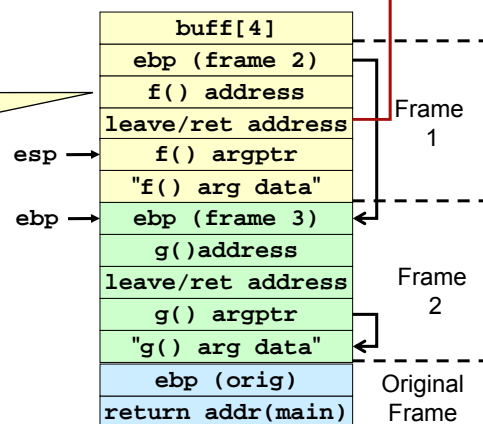 buff[4]
ebp (frame 2)
f() address
leave/ret address
esp
f() argptr
"f() arg data"
Frame
1
ebp
ebp (frame 3)
g()address
leave/ret address
g() argptr
"g() arg data"
Frame
2
ebp (orig)
return addr(main)
Original
Frame